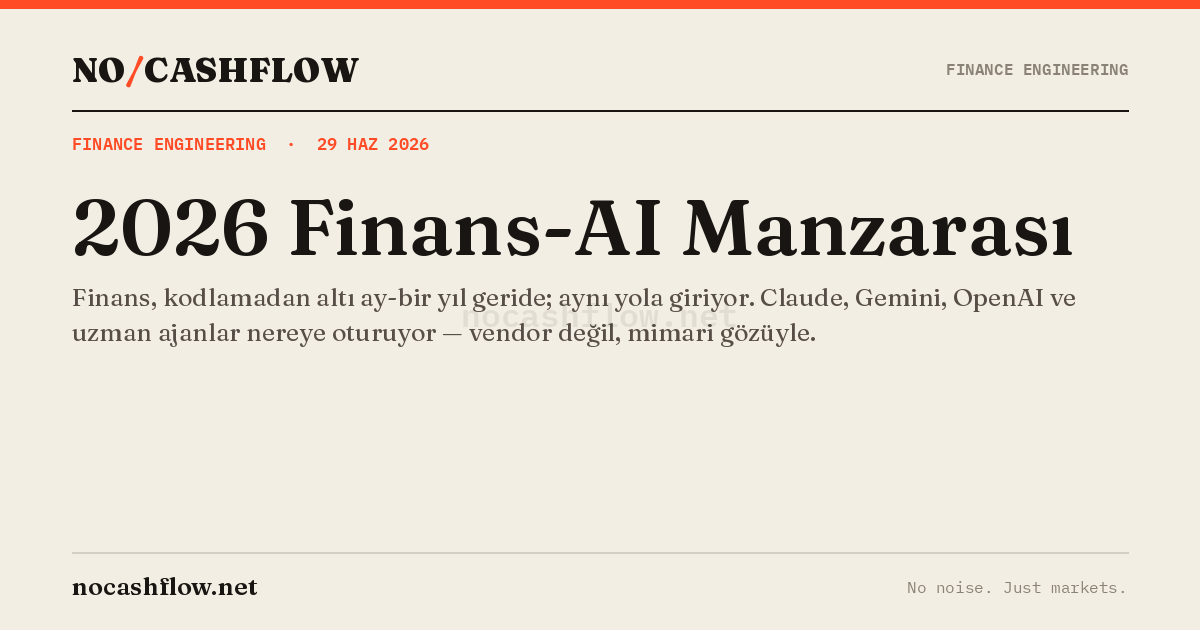 NO/CASHFLOW
FINANCE ENGINEERING
FINANCE ENGINEERING · 29 HAZ 2026
2026 Finans-AI Manzarası
Finans, kodlamadan altı ay-bir yıl geride; aynı yola giriyor. Claude, Gemini, OpenAI ve
nocashflow.net
uzman ajanlar nereye oturuyor — vendor değil, mimari gözüyle.
nocashflow.net
No noise. Just markets.